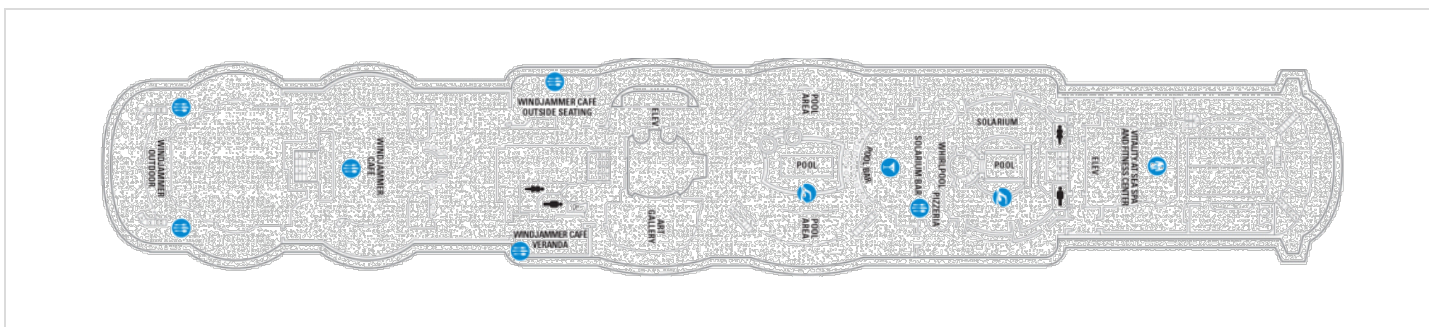 WINDJAMMER
OUTDOOR
WINDJAMMER
CAFE
WINDJAMMER CAFE
OUTSIDE SEATING
WINDJAMMER CAFE
VERANDA
ELEV
ART
GALLERY
POOL
AREA
POOL
POOL
AREA
POOL BAR
SOLARIUM BAR
WHIRLPOOL PIZZERIA
SOLARIUM
POOL
ELEV
VITALITY AT SEA SPA
AND FITNESS CENTER